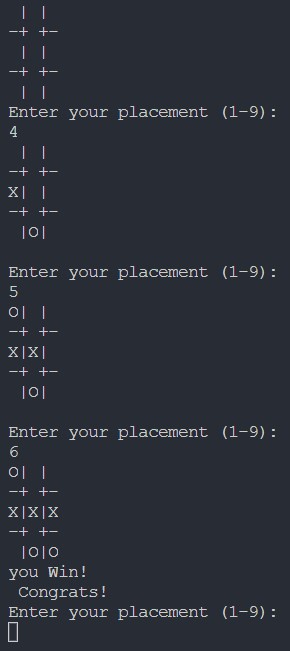 | |
-+ +-
 | |
-+ +-
 | |
Enter your placement (1-9):
4
 | |
-+ +-
X| |
-+ +-
 |O|

Enter your placement (1-9):
5
O| |
-+ +-
X|X|
-+ +-
 |O|

Enter your placement (1-9):
6
O| |
-+ +-
X|X|X
-+ +-
 |O|O
you Win!
 Congrats!
Enter your placement (1-9):